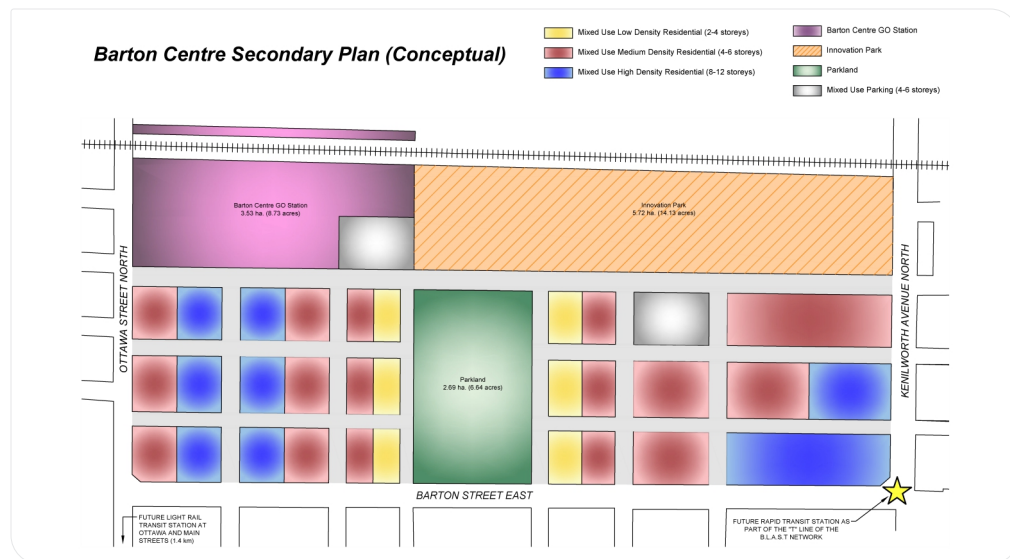 Barton Centre Secondary Plan (Conceptual)
Mixed Use Low Density Residential (2-4 storeys)
Mixed Use Medium Density Residential (4-6 storeys)
Mixed Use High Density Residential (8-12 storeys)
Barton Centre GO Station
Innovation Park
Parkland
Mixed Use Parking (4-6 storeys)
Barton Centre GO Station
3.53 ha. (8.73 acres)
Innovation Park
5.72 ha. (14.13 acres)
OTTAWA STREET NORTH
KENILWORTH AVENUE NORTH
Parkland
2.69 ha. (6.64 acres)
BARTON STREET EAST
FUTURE LIGHT RAIL
TRANSIT STATION AT
OTTAWA AND MAIN
STREETS (1.4 km)
FUTURE RAPID TRANSIT STATION AS
PART OF THE "T" LINE OF THE
B.L.A.S.T NETWORK